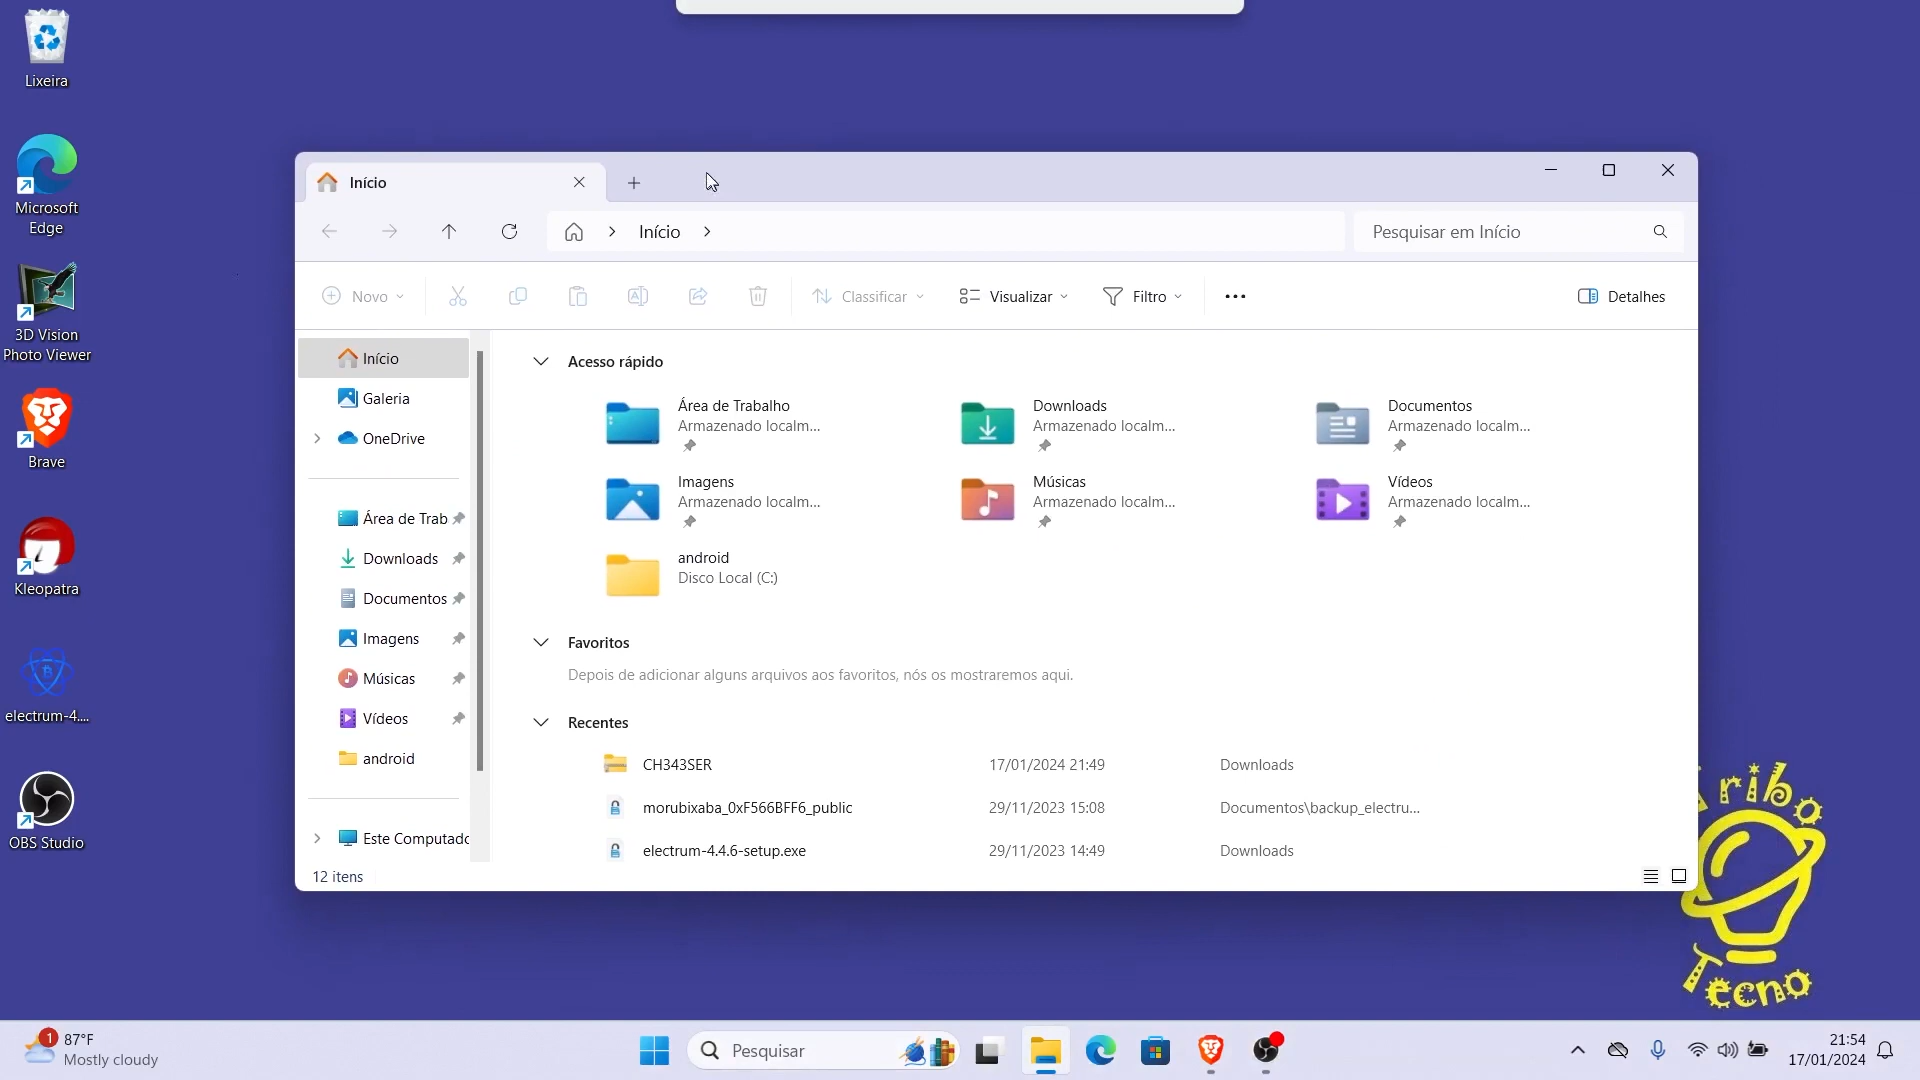 Lixeira
Microsoft
Edge
3D Vision
Photo Viewer
Brave
Kleopatra
electrum-4....
OBS Studio
Início
Início
Pesquisar em Início
Novo
Classificar
Visualizar
Filtro
Detalhes
Início
Galeria
OneDrive
Área de Trab
Downloads
Documentos
Imagens
Músicas
Vídeos
android
Este Computado
Acesso rápido
Área de Trabalho
Armazenado localm...
Downloads
Armazenado localm...
Documentos
Armazenado localm...
Imagens
Armazenado localm...
Músicas
Armazenado localm...
Vídeos
Armazenado localm...
android
Disco Local (C:)
Favoritos
Depois de adicionar alguns arquivos aos favoritos, nós os mostraremos aqui.
Recentes
CH343SER 17/01/2024 21:49 Downloads
morubixaba_0xF566BFF6_public 29/11/2023 15:08 Documentos\backup_electru...
electrum-4.4.6-setup.exe 29/11/2023 14:49 Downloads
12 itens
Tecno
1
87°F
Mostly cloudy
Pesquisar
21:54
17/01/2024